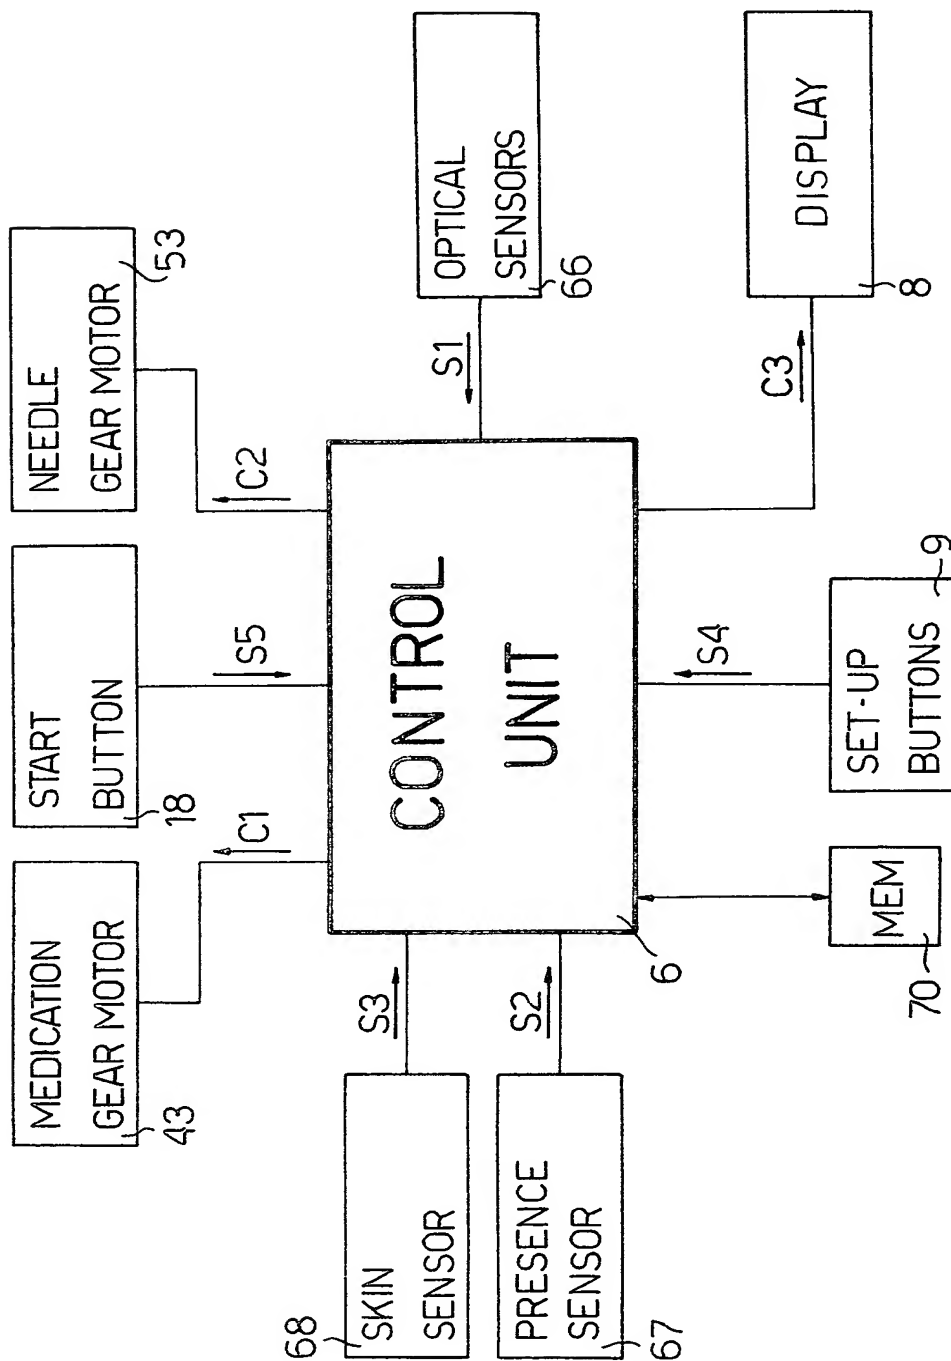 MEDICATION
GEAR MOTOR
43
START
BUTTON
18
NEEDLE
GEAR MOTOR
53
C1
S5
C2
68
SKIN
SENSOR
S3
PRESENCE
SENSOR
67
S2
CONTROL
UNIT
6
OPTICAL
SENSORS
66
S1
MEM
70
SET-UP
BUTTONS
9
S4
C3
DISPLAY
8